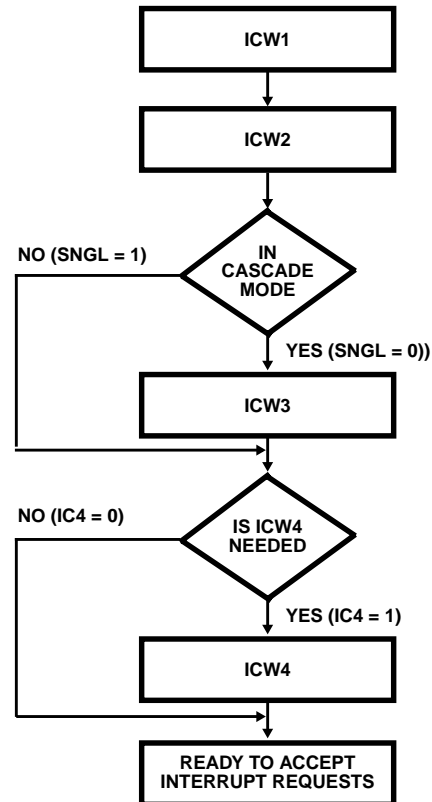 ICW1
ICW2
NO (SNGL = 1)
IN
CASCADE
MODE
YES (SNGL = 0))
ICW3
NO (IC4 = 0)
IS ICW4
NEEDED
YES (IC4 = 1)
ICW4
READY TO ACCEPT
INTERRUPT REQUESTS